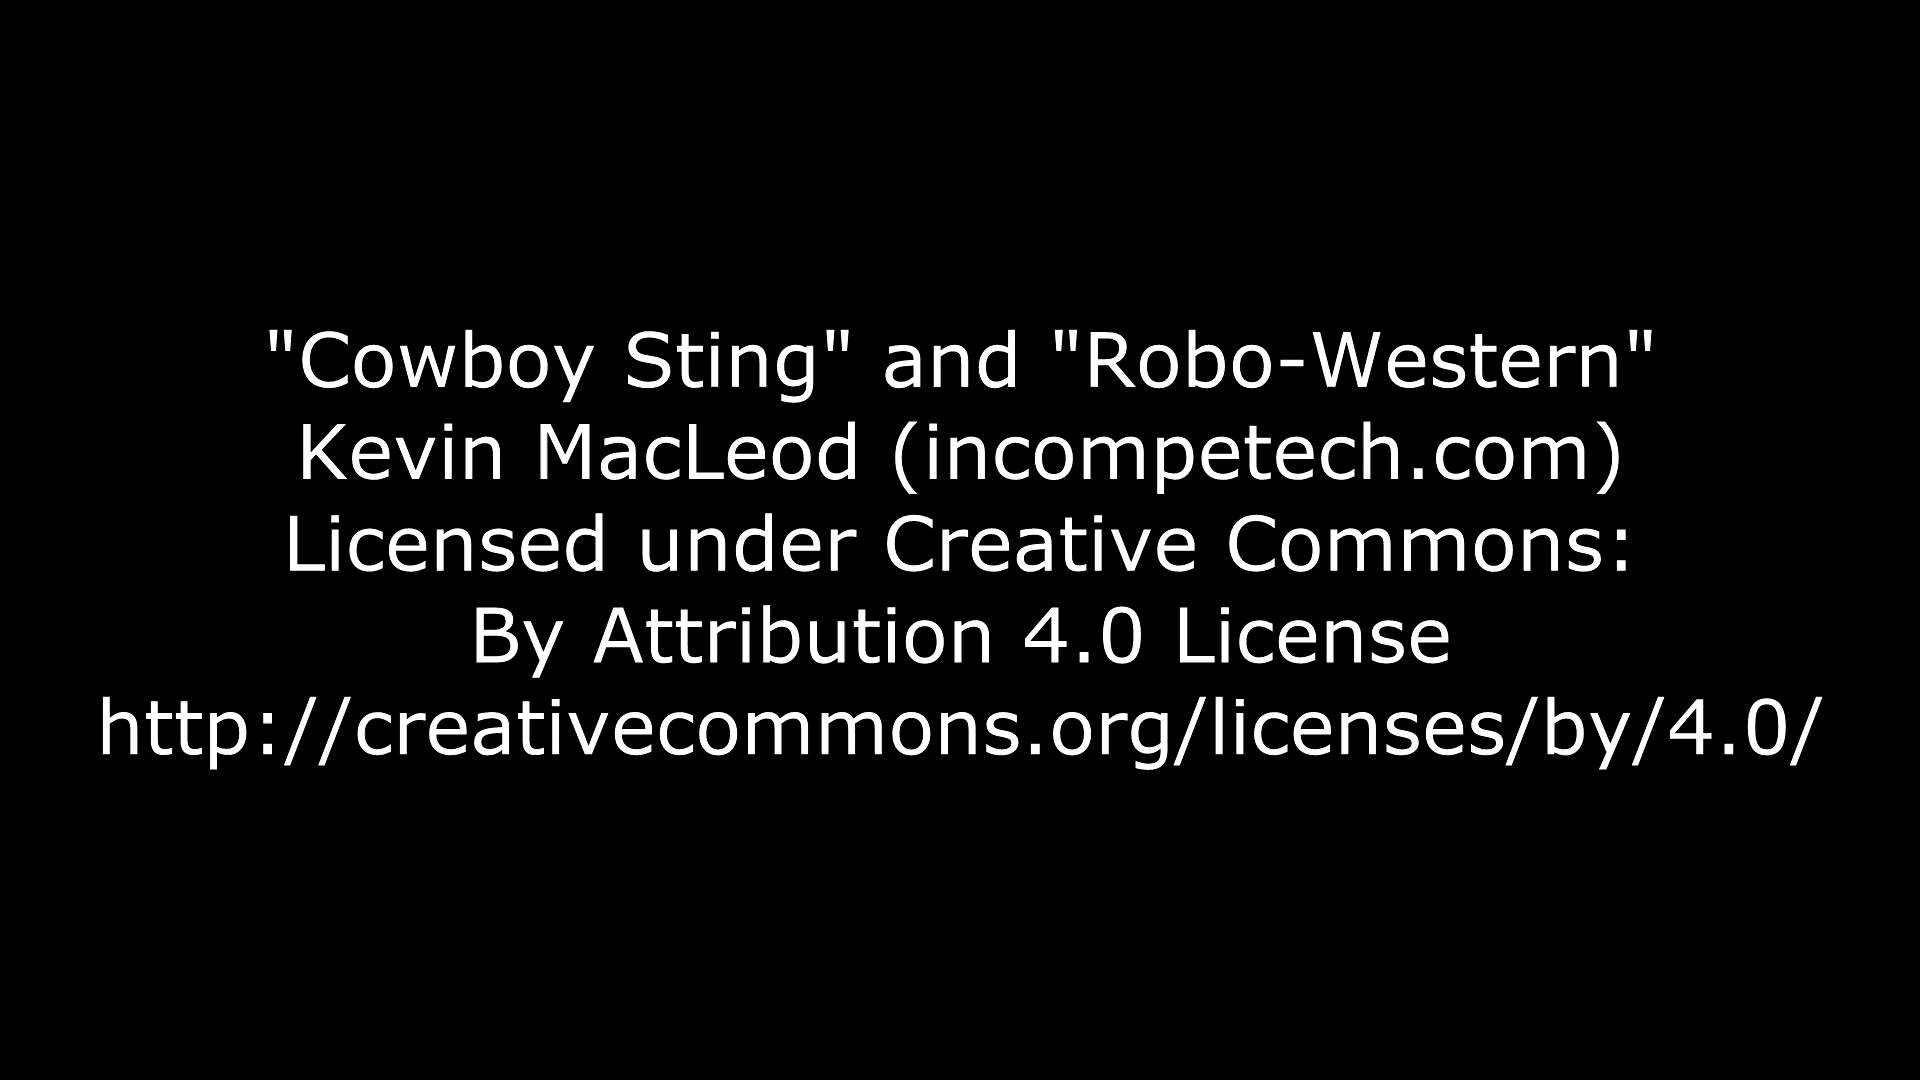 "Cowboy Sting" and "Robo-Western"
Kevin MacLeod (incompetech.com)
Licensed under Creative Commons:
By Attribution 4.0 License
http://creativecommons.org/licenses/by/4.0/